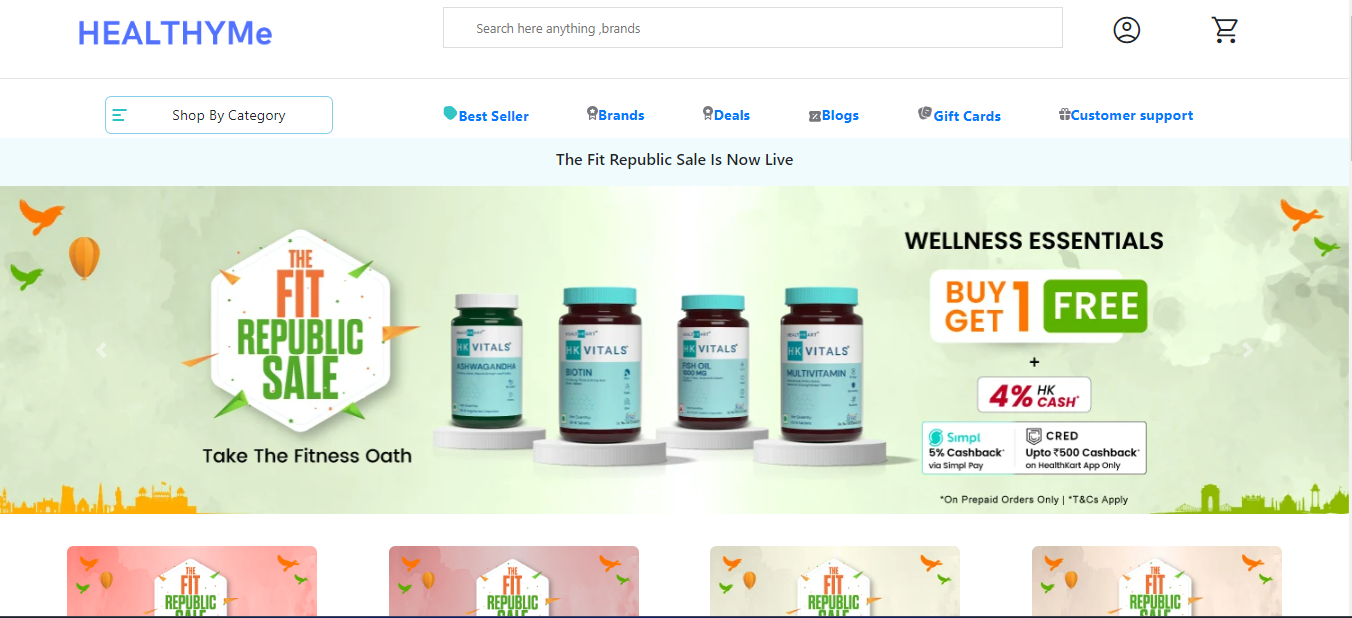 HEALTHYMe
Search here anything ,brands
Shop By Category
Best Seller
Brands
Deals
Blogs
Gift Cards
Customer support
The Fit Republic Sale Is Now Live
THE
FIT
REPUBLIC
SALE
Take The Fitness Oath
HK VITALS
ASHWAGANDHA
HK VITALS
BIOTIN
HK VITALS
FISH OIL
1000 MG
HK VITALS
MULTIVITAMIN
WELLNESS ESSENTIALS
BUY 1
GET
FREE
+
4% HK
CASH*
Simpl
5% Cashback*
via Simpl Pay
CRED
Upto ₹500 Cashback*
on HealthKart App Only
*On Prepaid Orders Only | *T&Cs Apply
THE
FIT
REPUBLIC
SALE
THE
FIT
REPUBLIC
SALE
THE
FIT
REPUBLIC
SALE
THE
FIT
REPUBLIC
SALE